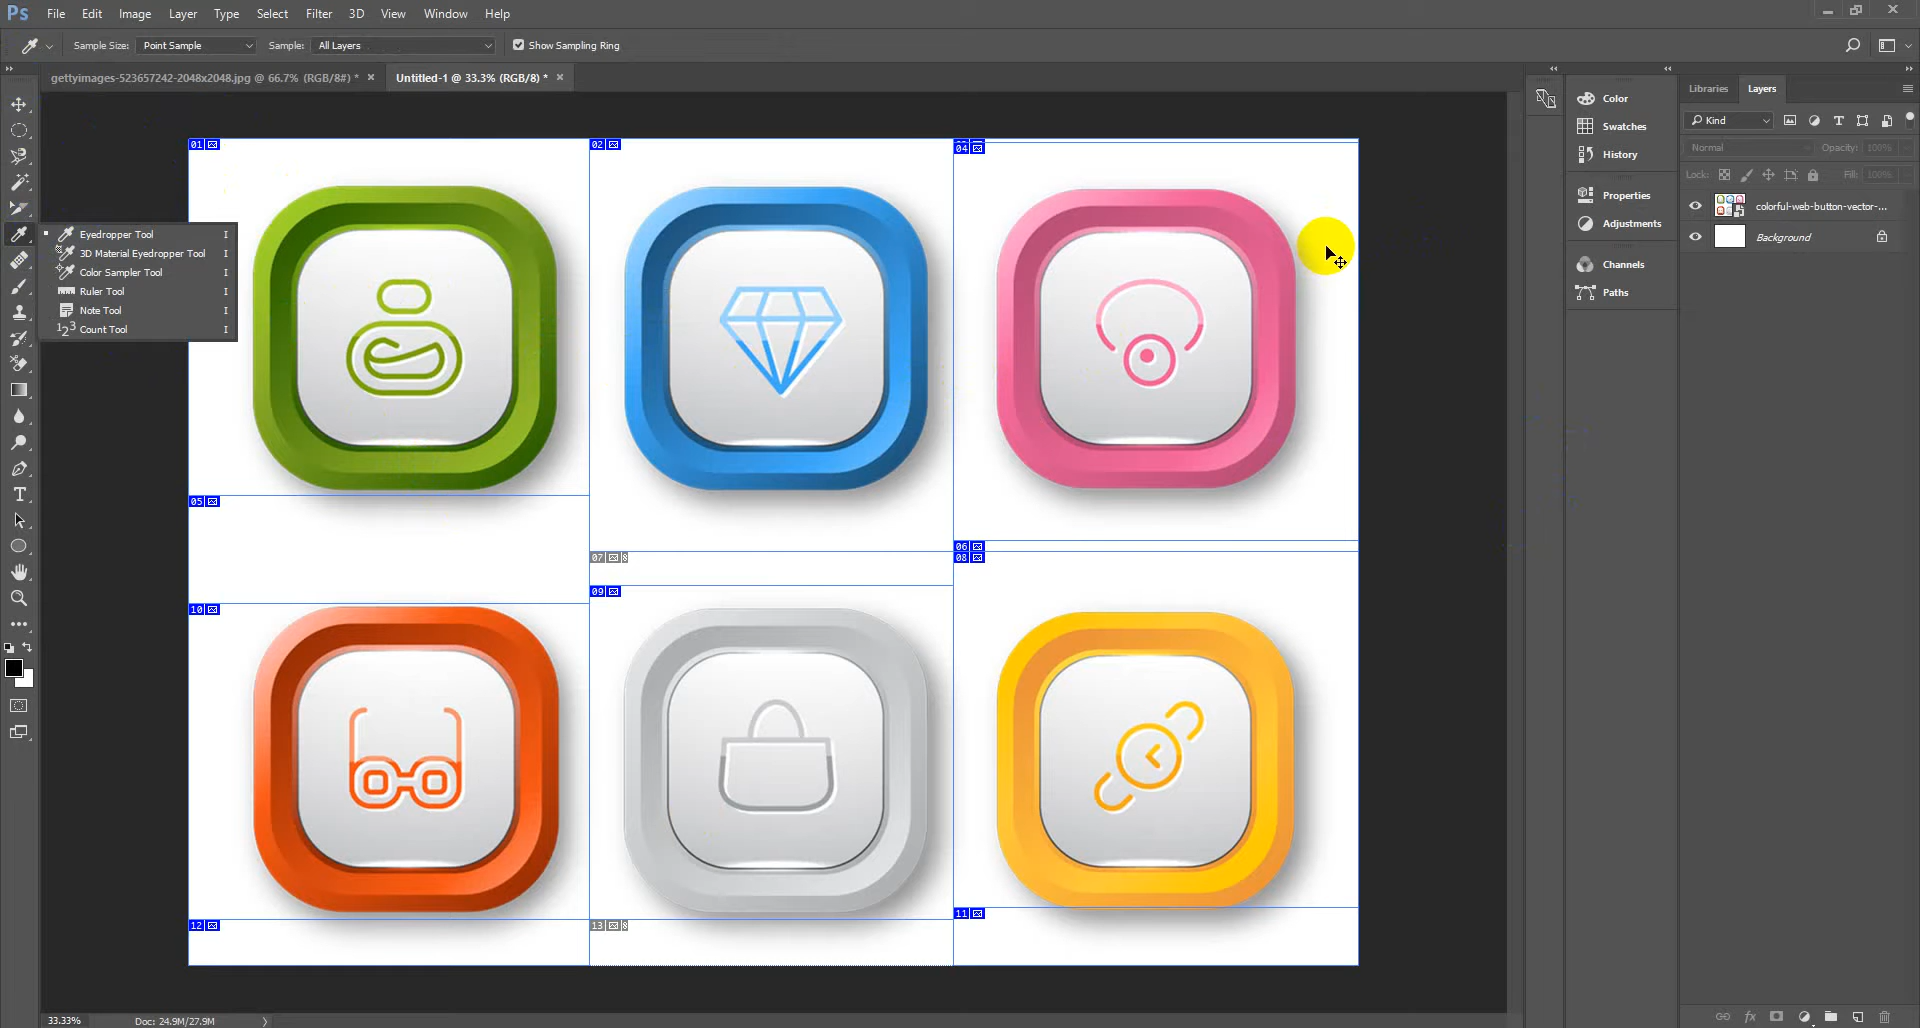 Ps File Edit Image Layer Type Select Filter 3D View Window Help
Sample Size: Point Sample Sample: All Layers Show Sampling Ring
gettyimages-523657242-2048x2048.jpg @ 66.7% (RGB/8#) * × Untitled-1 @ 33.3% (RGB/8) * ×
Libraries Layers
Color
Swatches
History
Properties
Adjustments
Channels
Paths
Kind
Normal Opacity: 100%
Lock: Fill: 100%
colorful-web-button-vector-...
Background
Eyedropper Tool I
3D Material Eyedropper Tool I
Color Sampler Tool I
Ruler Tool I
Note Tool I
Count Tool I
01
02
04
05
06
07
08
09
10
11
12
13
33.33% Doc: 24.9M/27.9M